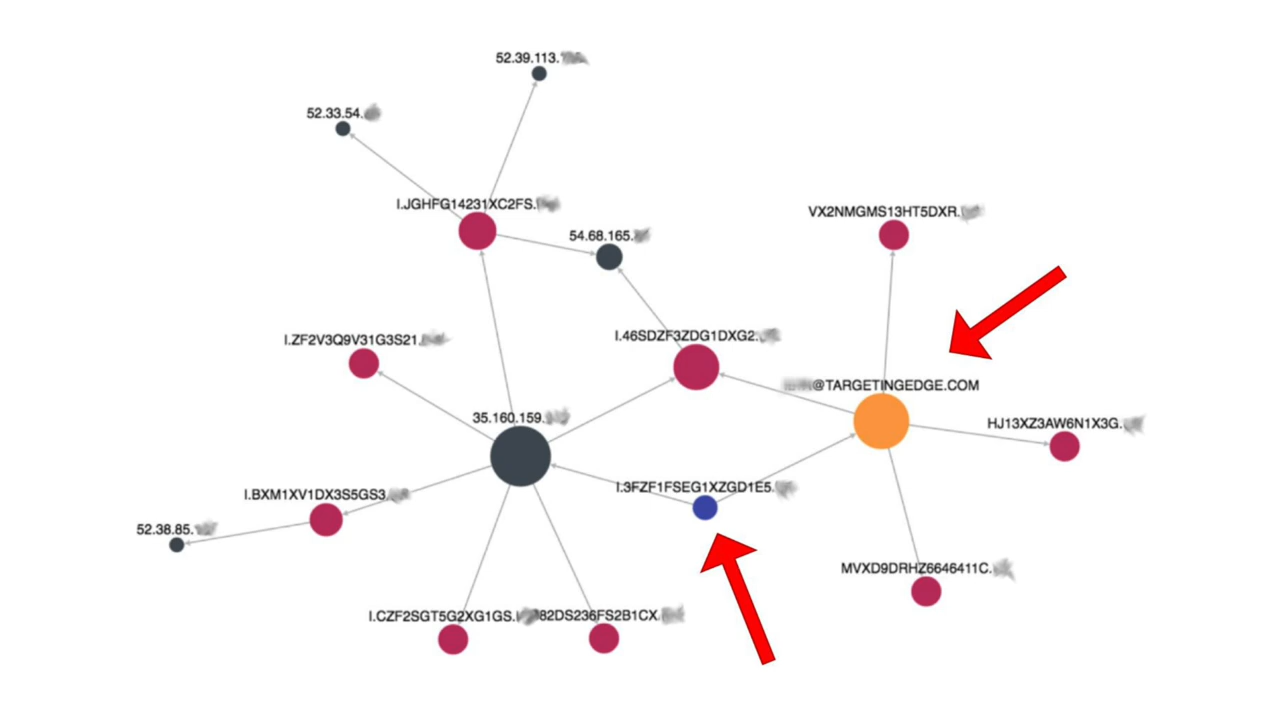 52.39.113.
52.33.54.
I.JGHFG14231XC2FS.
VX2NMGMS13HT5DXR.
54.68.165.
I.ZF2V3Q9V31G3S21.
I.46SDZF3ZDG1DXG2.
@TARGETINGEDGE.COM
35.160.159.
HJ13XZ3AW6N1X3G.
I.3FZF1FSEG1XZGD1E5.
I.BXM1XV1DX3S5GS3.
52.38.85.
MVXD9DRHZ6646411C.
I.CZF2SGT5G2XG1GS.
82DS236FS2B1CX.